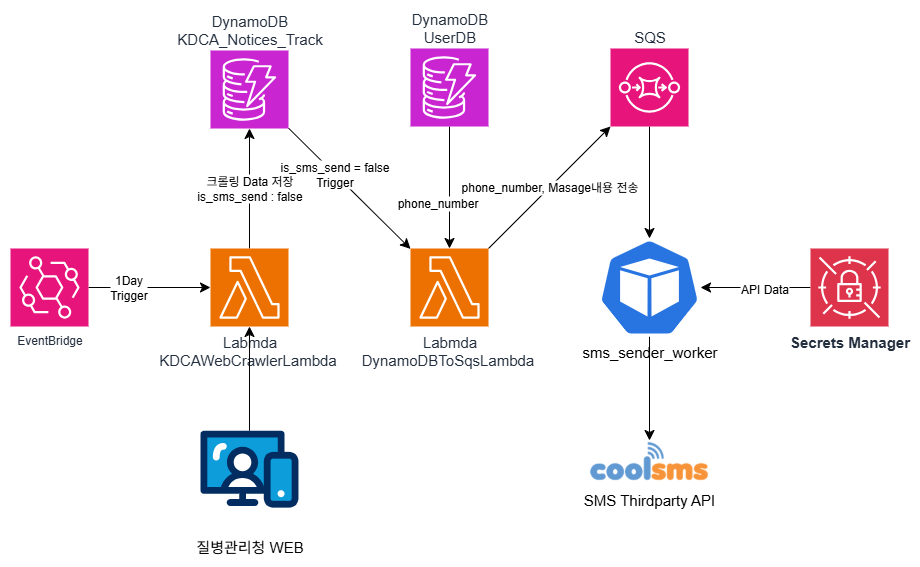 DynamoDB
KDCA_Notices_Track
DynamoDB
UserDB
SQS
크롤링 Data 저장
is_sms_send : false
is_sms_send = false
Trigger
phone_number
phone_number, Masage내용 전송
1Day
Trigger
API Data
EventBridge
Labmda
KDCAWebCrawlerLambda
Labmda
DynamoDBToSqsLambda
sms_sender_worker
Secrets Manager
coolsms
SMS Thirdparty API
질병관리청 WEB